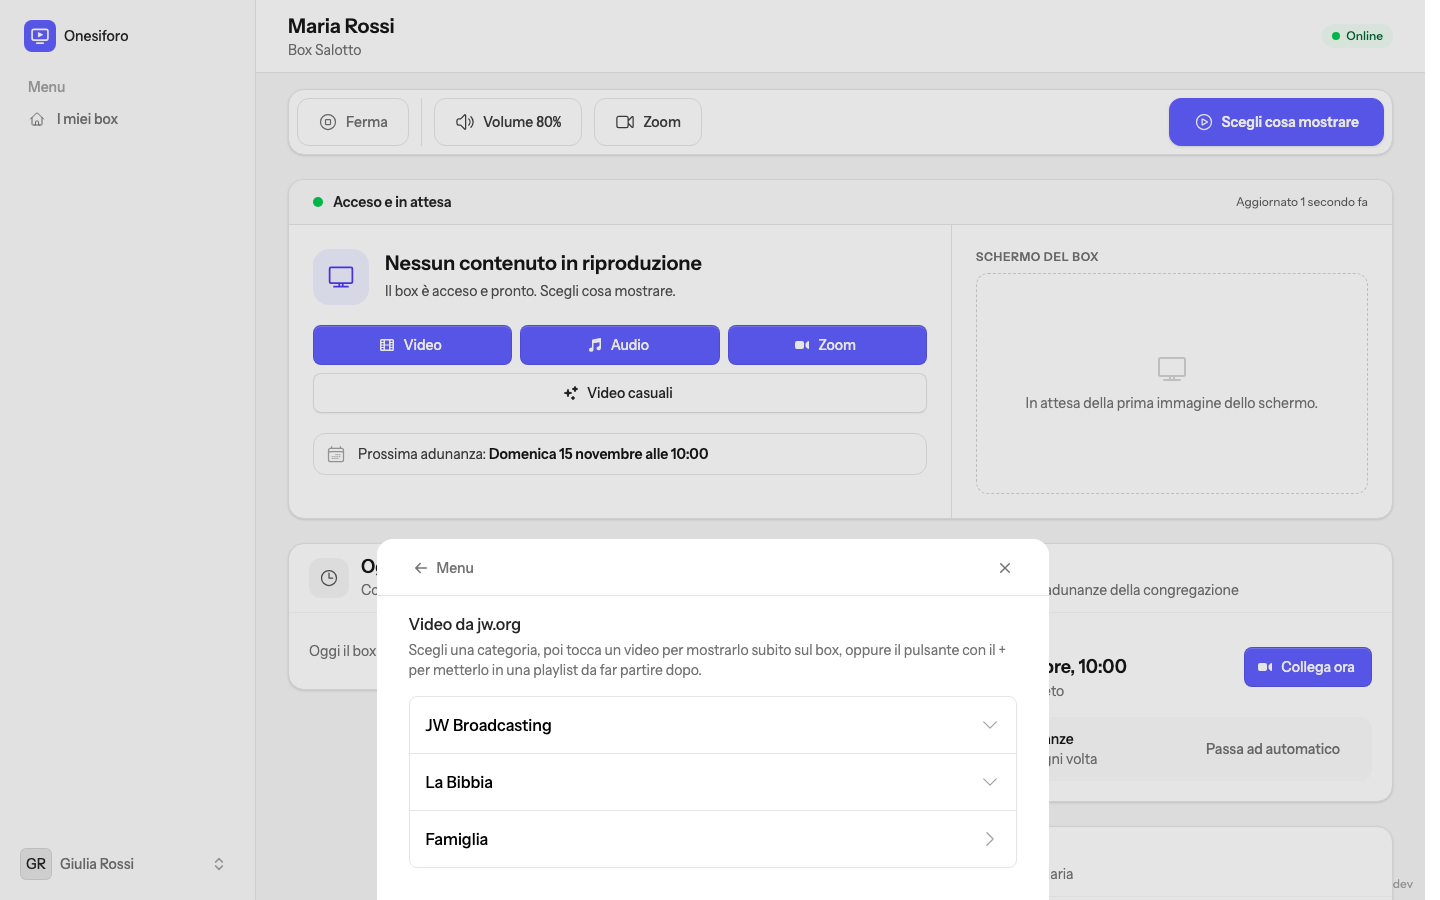 Onesiforo
Menu
I miei box
Maria Rossi
Box Salotto
Online
Ferma
Volume 80%
Zoom
Scegli cosa mostrare
Acceso e in attesa
Aggiornato 1 secondo fa
Nessun contenuto in riproduzione
Il box è acceso e pronto. Scegli cosa mostrare.
Video
Audio
Zoom
Video casuali
Prossima adunanza: Domenica 15 novembre alle 10:00
SCHERMO DEL BOX
In attesa della prima immagine dello schermo.
Oggi il box
adunanze della congregazione
10:00
Collega ora
gni volta
Passa ad automatico
aria
dev
Menu
Video da jw.org
Scegli una categoria, poi tocca un video per mostrarlo subito sul box, oppure il pulsante con il +
per metterlo in una playlist da far partire dopo.
JW Broadcasting
La Bibbia
Famiglia
GR
Giulia Rossi